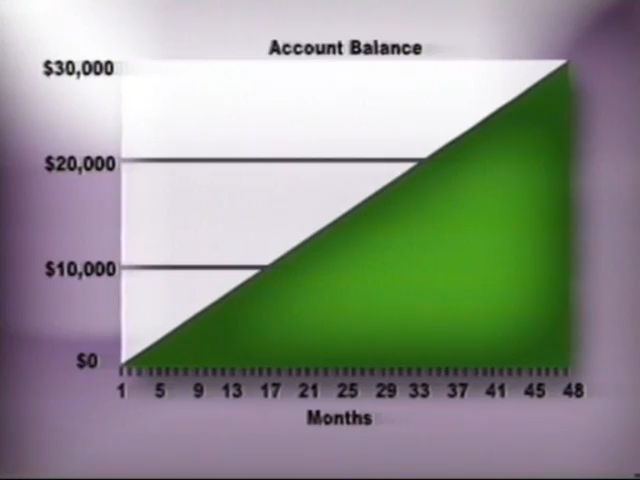 Account Balance
$30,000
$20,000
$10,000
$0
1 5 9 13 17 21 25 29 33 37 41 45 48
Months